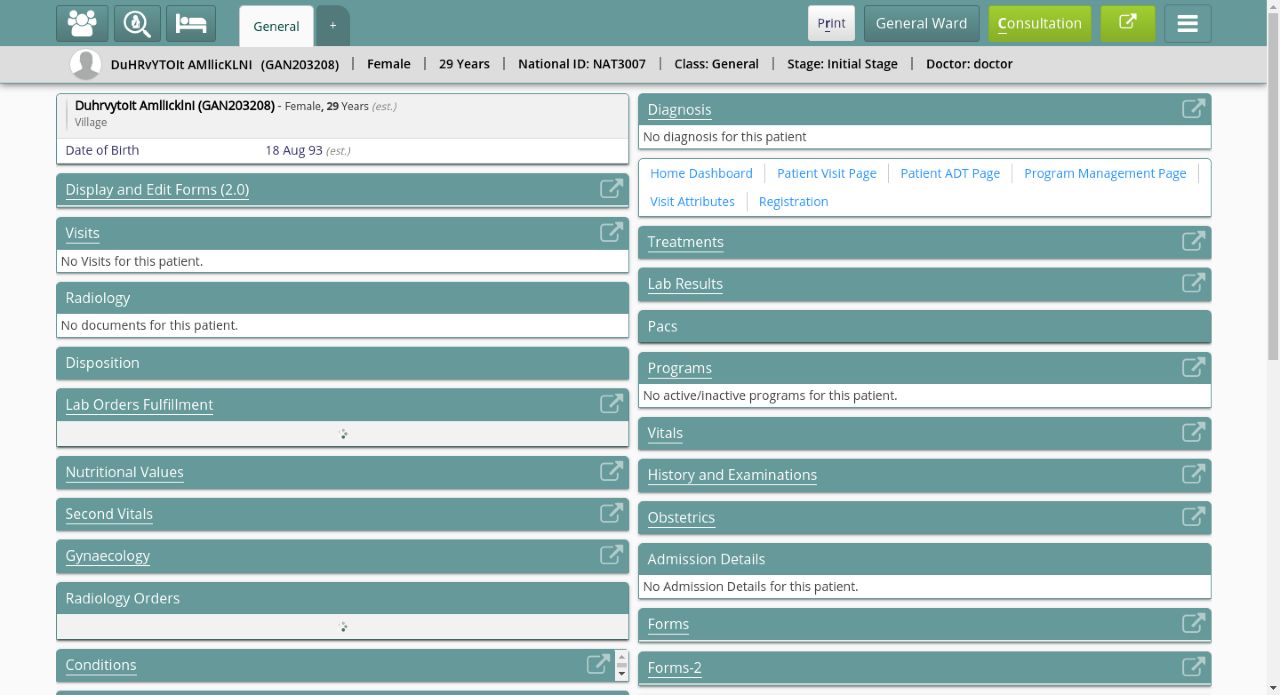 General
+
Print
General Ward
Consultation
DuHRvYTOIt AMIlicKLNI (GAN203208) | Female | 29 Years | National ID: NAT3007 | Class: General | Stage: Initial Stage | Doctor: doctor
Duhrvytoit AmlIickInI (GAN203208) - Female, 29 Years (est.)
Village
Date of Birth 18 Aug 93 (est.)
Display and Edit Forms (2.0)
Visits
No Visits for this patient.
Radiology
No documents for this patient.
Disposition
Lab Orders Fulfillment
Nutritional Values
Second Vitals
Gynaecology
Radiology Orders
Conditions
Diagnosis
No diagnosis for this patient
Home Dashboard | Patient Visit Page | Patient ADT Page | Program Management Page |
Visit Attributes | Registration
Treatments
Lab Results
Pacs
Programs
No active/inactive programs for this patient.
Vitals
History and Examinations
Obstetrics
Admission Details
No Admission Details for this patient.
Forms
Forms-2